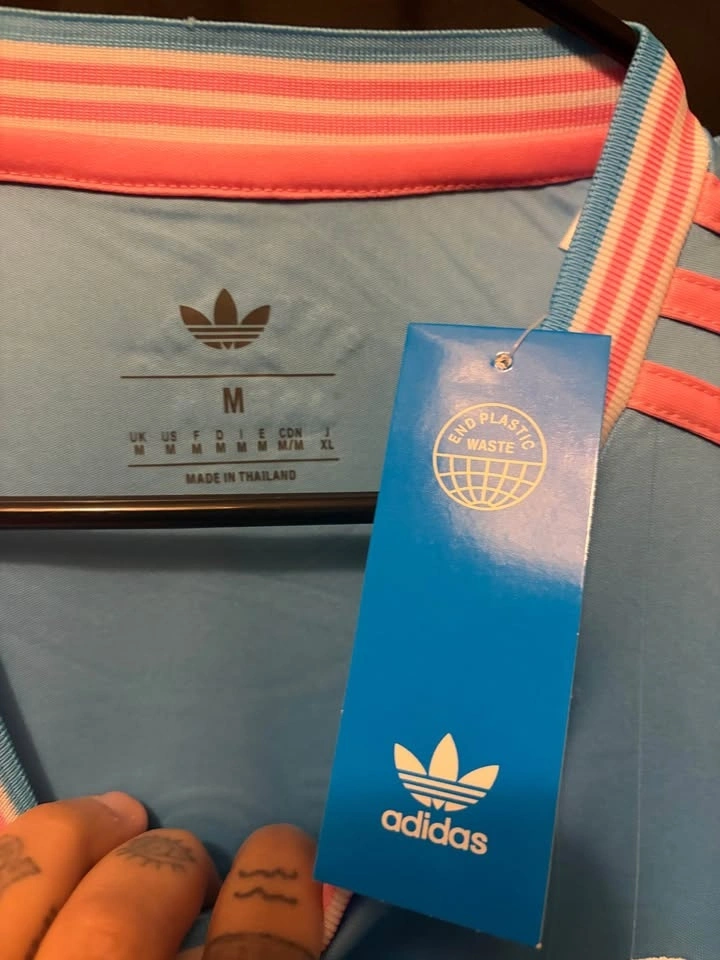 M
UK US F D I E CDN J
M M M M M M M/M XL
MADE IN THAILAND
END PLASTIC
WASTE
adidas